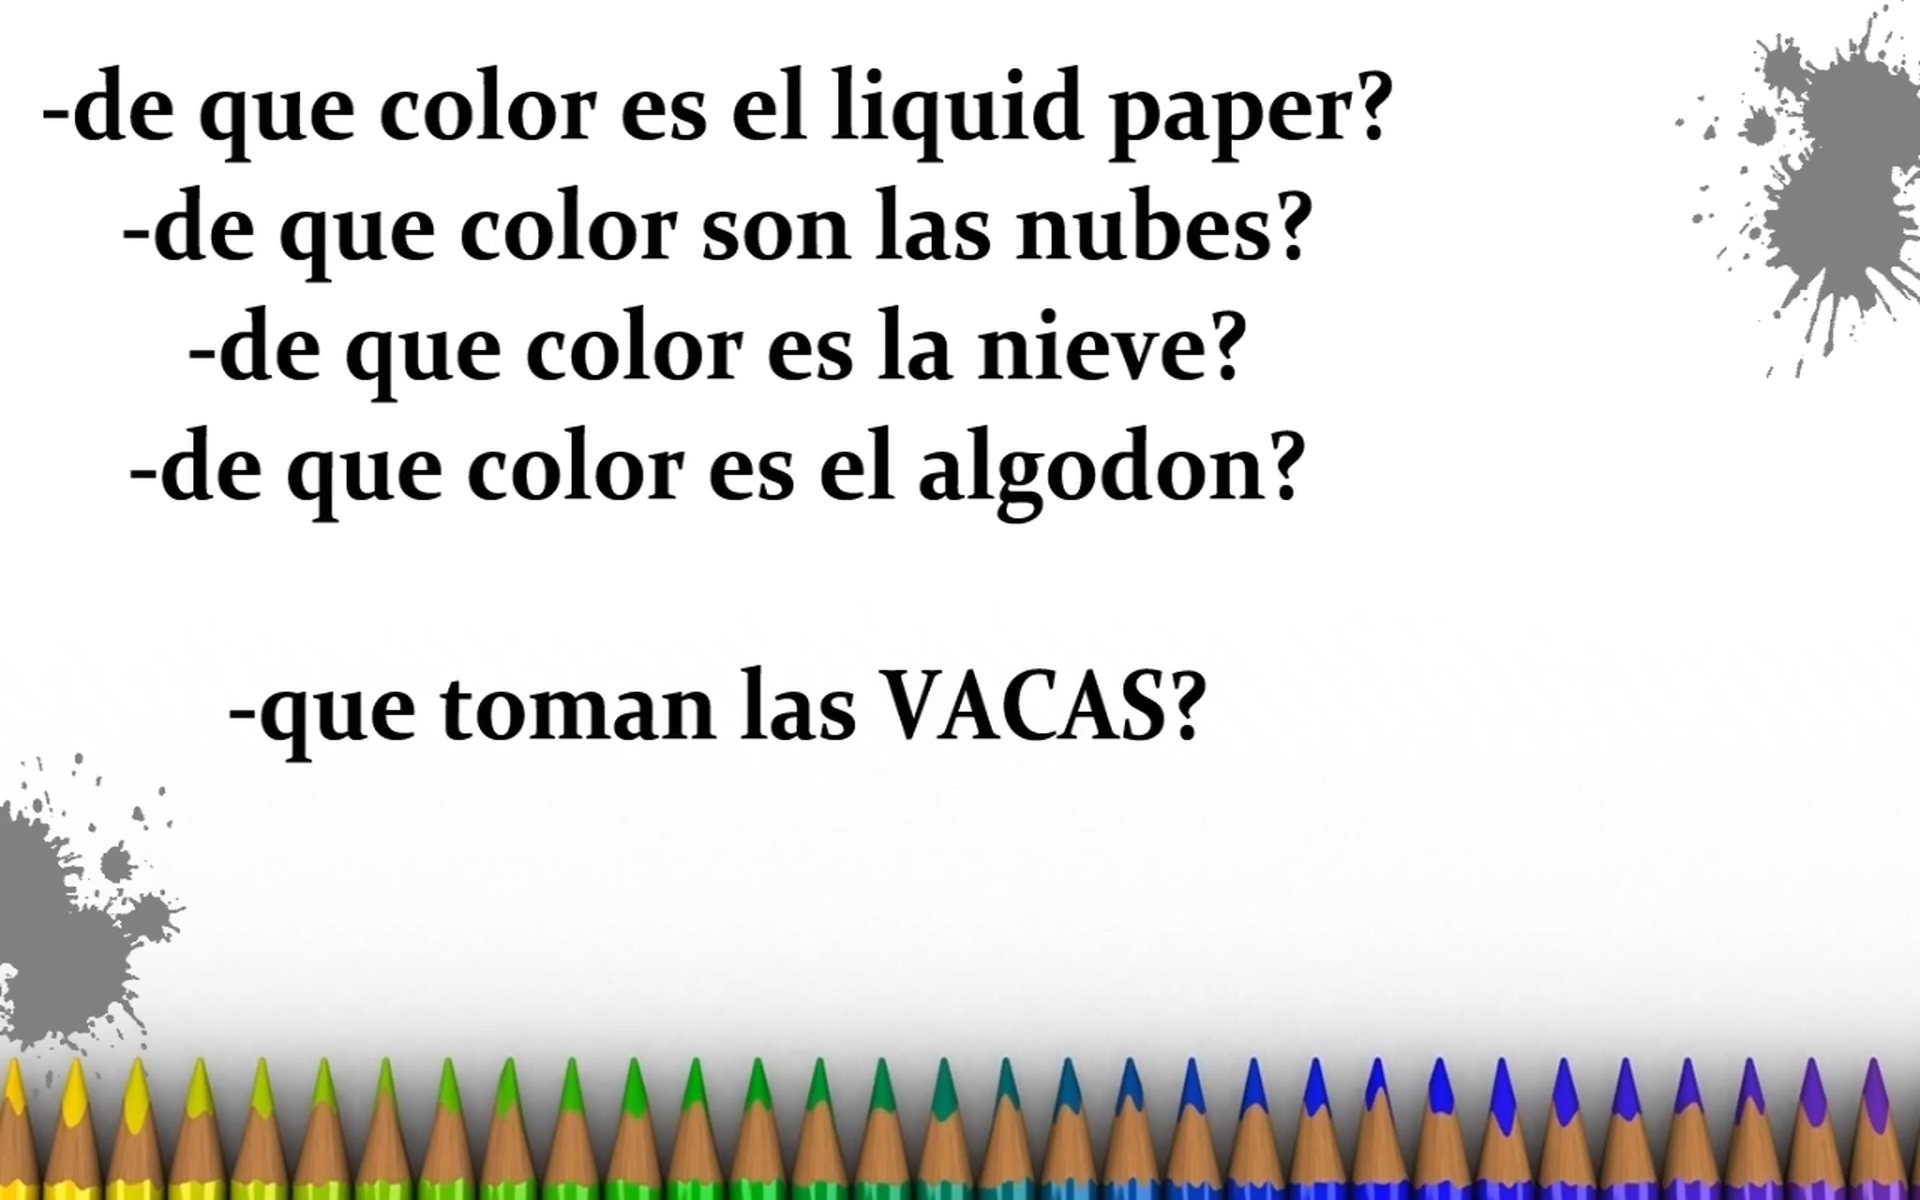 -de que color es el liquid paper?
-de que color son las nubes?
-de que color es la nieve?
-de que color es el algodon?
-que toman las VACAS?